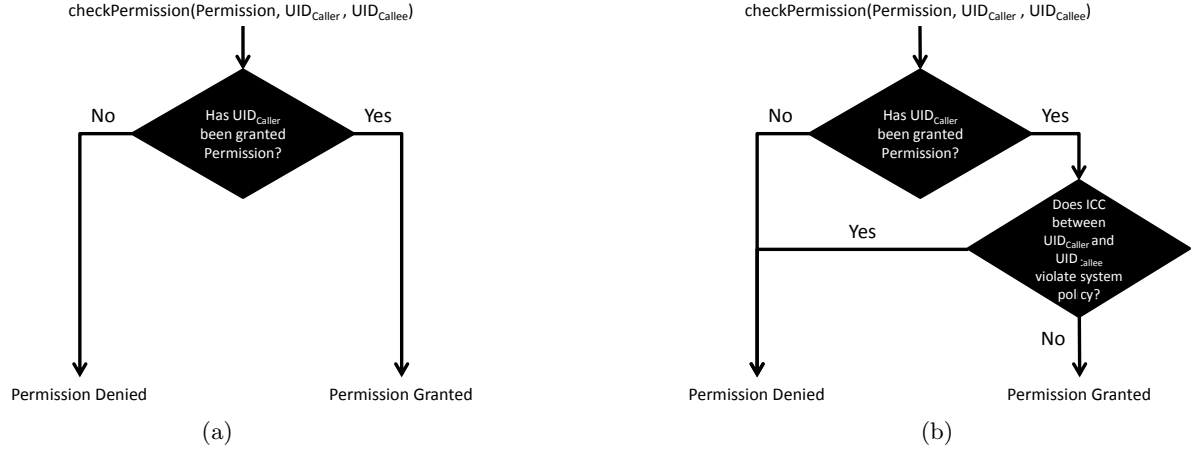 checkPermission(Permission, UIDCaller , UIDCallee)
No
Yes
Has UIDCaller
been granted
Permission?
Permission Denied
Permission Granted
(a)
checkPermission(Permission, UIDCaller , UIDCallee)
No
Yes
Has UIDCaller
been granted
Permission?
Does ICC
between
UIDCaller and
UIDCallee
violate system
policy?
Yes
No
Permission Denied
Permission Granted
(b)